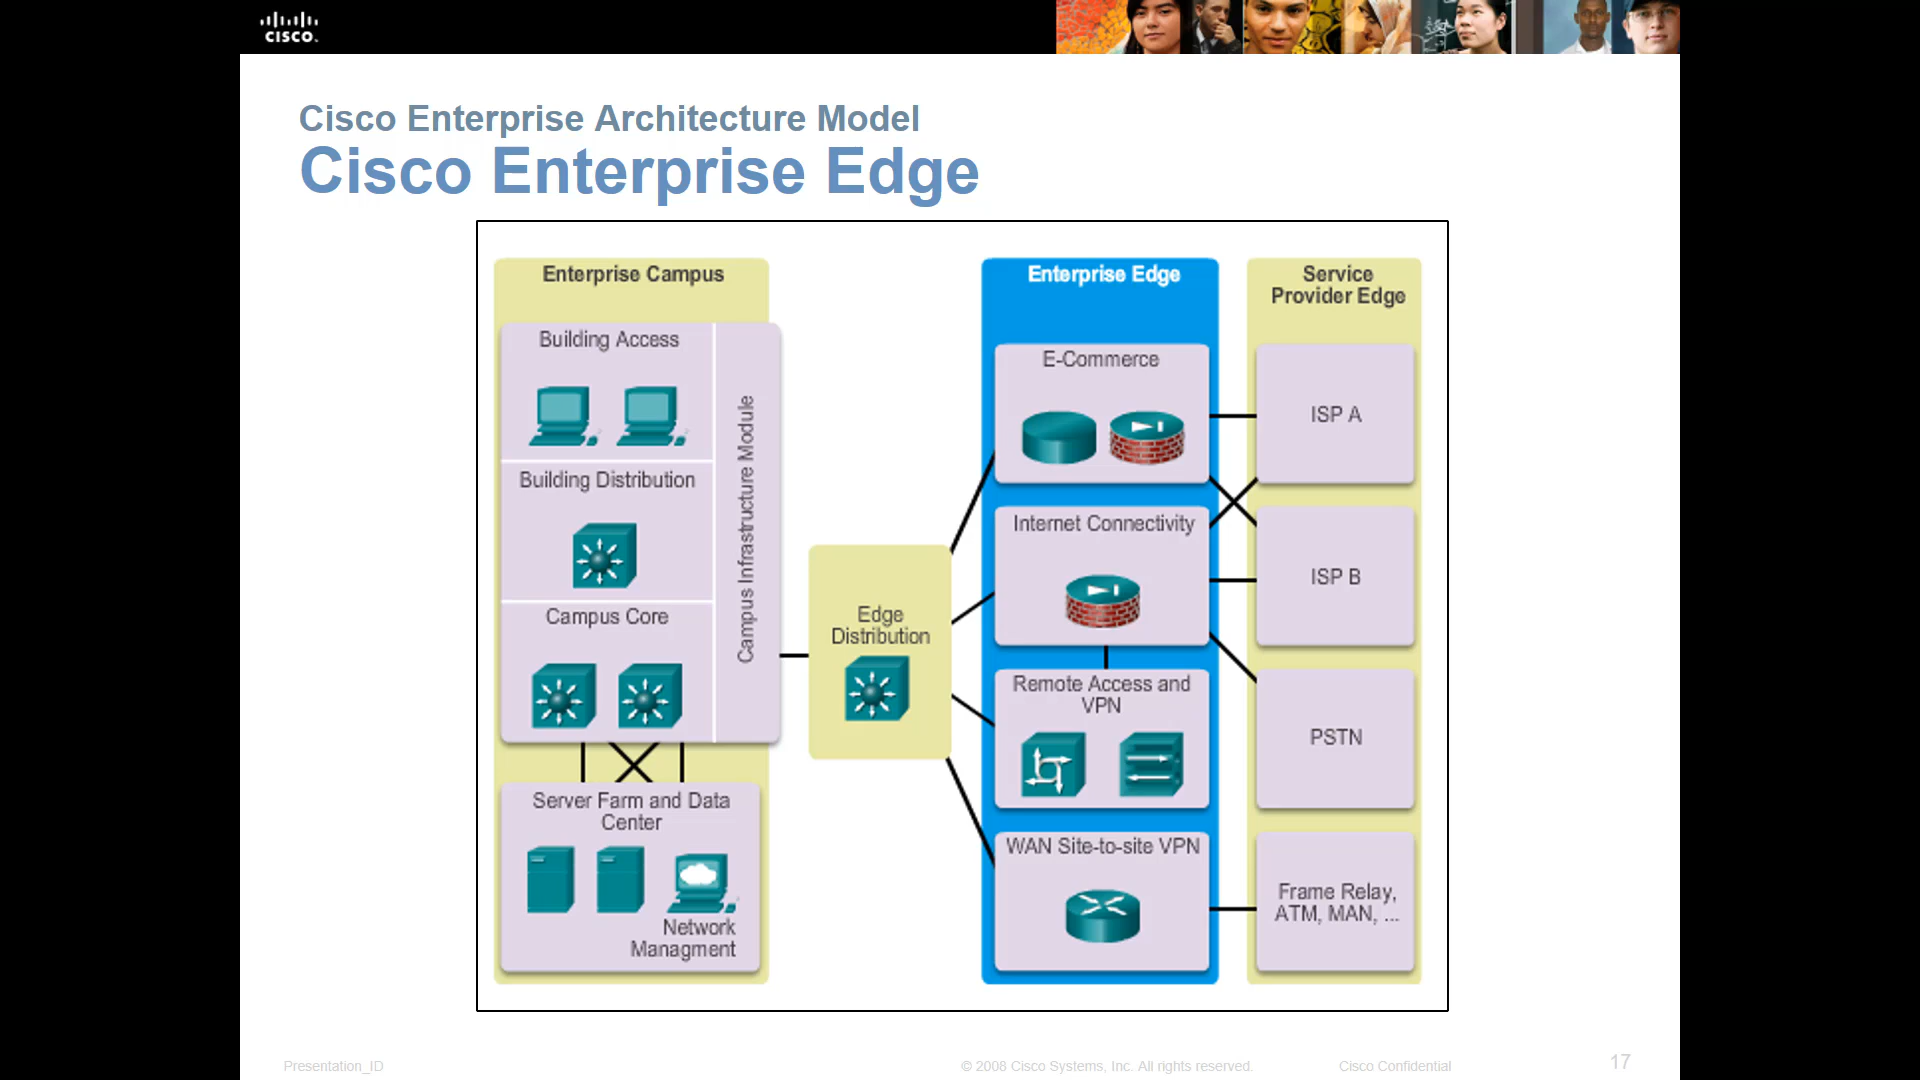 CISCO.
Cisco Enterprise Architecture Model
Cisco Enterprise Edge
Enterprise Campus
Building Access
Building Distribution
Campus Core
Campus Infrastructure Module
Server Farm and Data
Center
Network
Managment
Edge
Distribution
Enterprise Edge
E-Commerce
Internet Connectivity
Remote Access and
VPN
WAN Site-to-site VPN
Service
Provider Edge
ISP A
ISP B
PSTN
Frame Relay,
ATM, MAN, ...
Presentation_ID
© 2008 Cisco Systems, Inc. All rights reserved.
Cisco Confidential
17